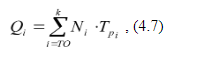 Q_i = \sum_{i=TO}^{k} N_i \cdot T_{p_i} , (4.7)